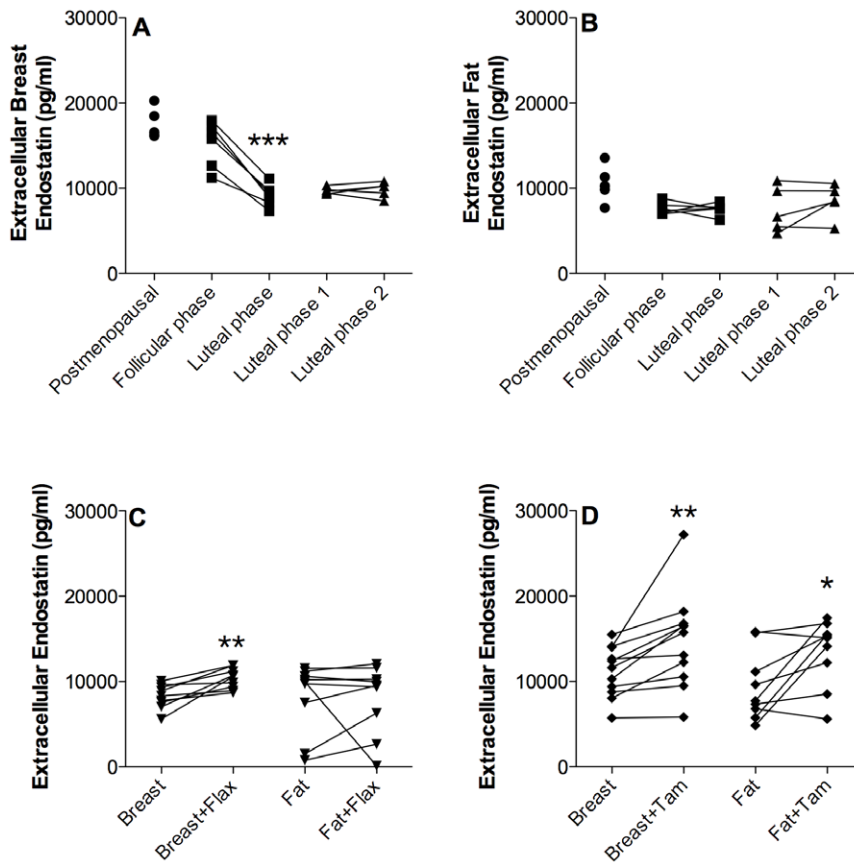 A
Extracellular Breast
Endostatin (pg/ml)
30000
20000
10000
0
***
Postmenopausal
Follicular phase
Luteal phase
Luteal phase 1
Luteal phase 2
B
Extracellular Fat
Endostatin (pg/ml)
30000
20000
10000
0
Postmenopausal
Follicular phase
Luteal phase
Luteal phase 1
Luteal phase 2
C
Extracellular Endostatin (pg/ml)
30000
20000
10000
0
**
Breast
Breast+Flax
Fat
Fat+Flax
D
Extracellular Endostatin (pg/ml)
30000
20000
10000
0
**
*
Breast
Breast+Tam
Fat
Fat+Tam